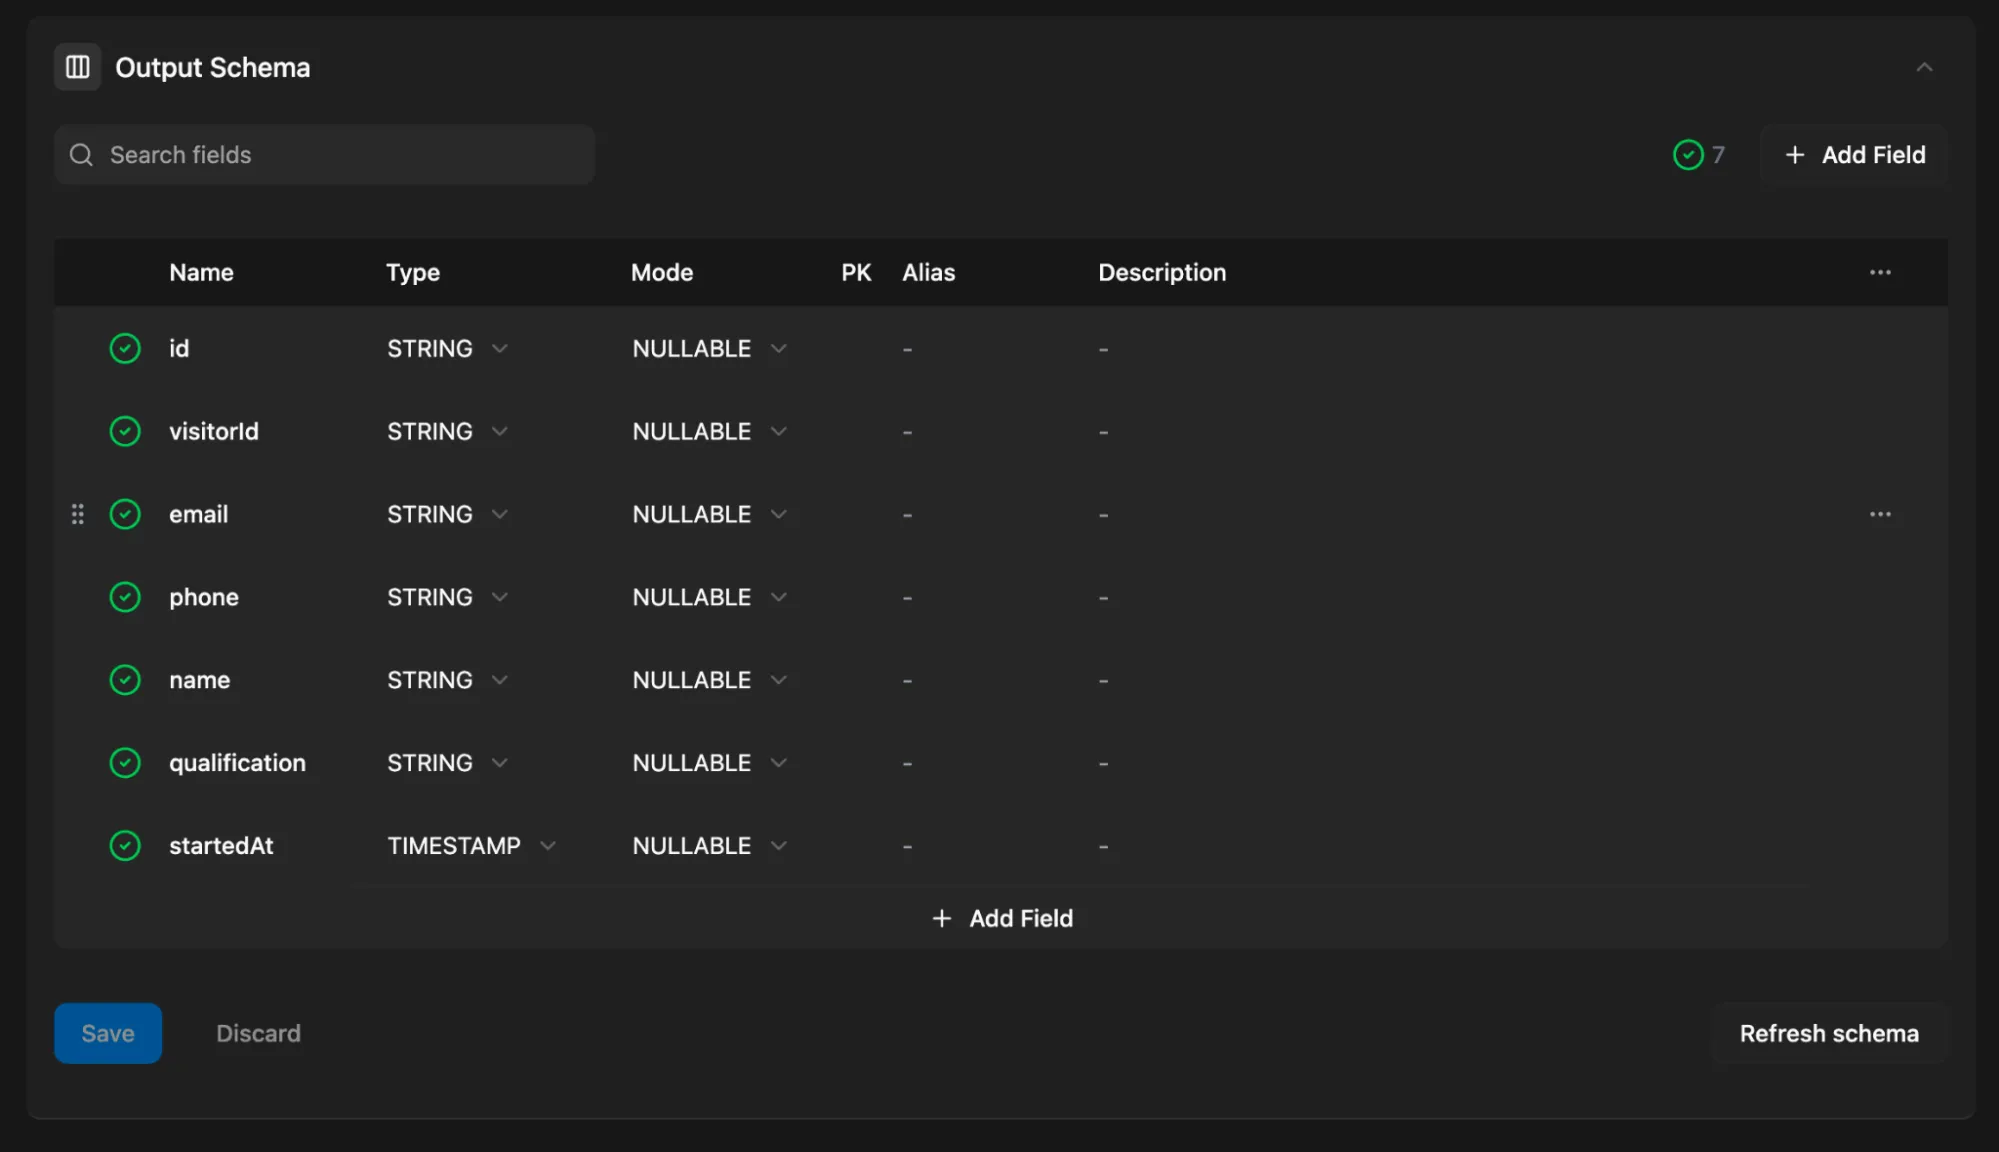 Output Schema
Search fields
7
+ Add Field
Name Type Mode PK Alias Description ...
id STRING NULLABLE - -
visitorId STRING NULLABLE - -
email STRING NULLABLE - - ...
phone STRING NULLABLE - -
name STRING NULLABLE - -
qualification STRING NULLABLE - -
startedAt TIMESTAMP NULLABLE - -
+ Add Field
Save Discard Refresh schema